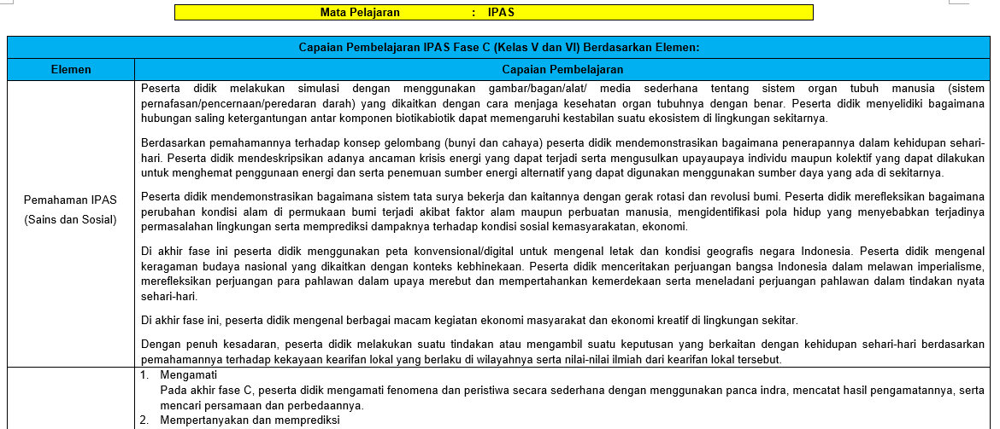 Mata Pelajaran : IPAS
Capaian Pembelajaran IPAS Fase C (Kelas V dan VI) Berdasarkan Elemen:
Elemen Capaian Pembelajaran
Pemahaman IPAS
(Sains dan Sosial)
Peserta didik melakukan simulasi dengan menggunakan gambar/bagan/alat/ media sederhana tentang sistem organ tubuh manusia (sistem
pernafasan/pencernaan/peredaran darah) yang dikaitkan dengan cara menjaga kesehatan organ tubuhnya dengan benar. Peserta didik menyelidiki bagaimana
hubungan saling ketergantungan antar komponen biotikabiotik dapat memengaruhi kestabilan suatu ekosistem di lingkungan sekitarnya.
Berdasarkan pemahamannya terhadap konsep gelombang (bunyi dan cahaya) peserta didik mendemonstrasikan bagaimana penerapannya dalam kehidupan sehari-
hari. Peserta didik mendeskripsikan adanya ancaman krisis energi yang dapat terjadi serta mengusulkan upayaupaya individu maupun kolektif yang dapat dilakukan
untuk menghemat penggunaan energi dan serta penemuan sumber energi alternatif yang dapat digunakan menggunakan sumber daya yang ada di sekitarnya.
Peserta didik mendemonstrasikan bagaimana sistem tata surya bekerja dan kaitannya dengan gerak rotasi dan revolusi bumi. Peserta didik merefleksikan bagaimana
perubahan kondisi alam di permukaan bumi terjadi akibat faktor alam maupun perbuatan manusia, mengidentifikasi pola hidup yang menyebabkan terjadinya
permasalahan lingkungan serta memprediksi dampaknya terhadap kondisi sosial kemasyarakatan, ekonomi.
Di akhir fase ini peserta didik menggunakan peta konvensional/digital untuk mengenal letak dan kondisi geografis negara Indonesia. Peserta didik mengenal
keragaman budaya nasional yang dikaitkan dengan konteks kebhinekaan. Peserta didik menceritakan perjuangan bangsa Indonesia dalam melawan imperialisme,
merefleksikan perjuangan para pahlawan dalam upaya merebut dan mempertahankan kemerdekaan serta meneladani perjuangan pahlawan dalam tindakan nyata
sehari-hari.
Di akhir fase ini, peserta didik mengenal berbagai macam kegiatan ekonomi masyarakat dan ekonomi kreatif di lingkungan sekitar.
Dengan penuh kesadaran, peserta didik melakukan suatu tindakan atau mengambil suatu keputusan yang berkaitan dengan kehidupan sehari-hari berdasarkan
pemahamannya terhadap kekayaan kearifan lokal yang berlaku di wilayahnya serta nilai-nilai ilmiah dari kearifan lokal tersebut.
1. Mengamati
Pada akhir fase C, peserta didik mengamati fenomena dan peristiwa secara sederhana dengan menggunakan panca indra, mencatat hasil pengamatannya, serta
mencari persamaan dan perbedaannya.
2. Mempertanyakan dan memprediksi